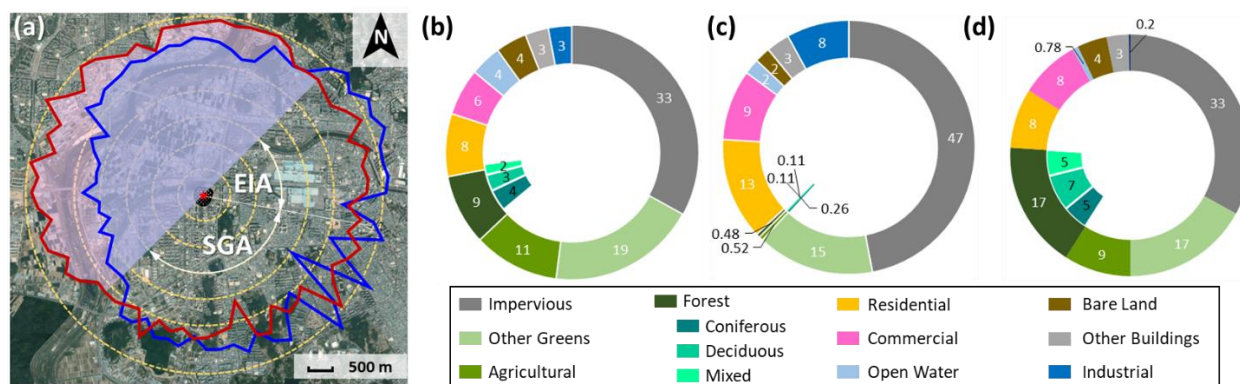 (a)
N
EIA
SGA
500 m
(b)
33
19
11
9
8
6
4
4
3
3
2
3
4
(c)
47
15
0.52
0.48
13
9
2
2
3
8
0.11
0.11
0.26
(d)
33
17
9
17
8
8
0.78
4
3
0.2
5
7
5
Impervious
Forest
Residential
Bare Land
Coniferous
Other Greens
Deciduous
Commercial
Other Buildings
Agricultural
Mixed
Open Water
Industrial